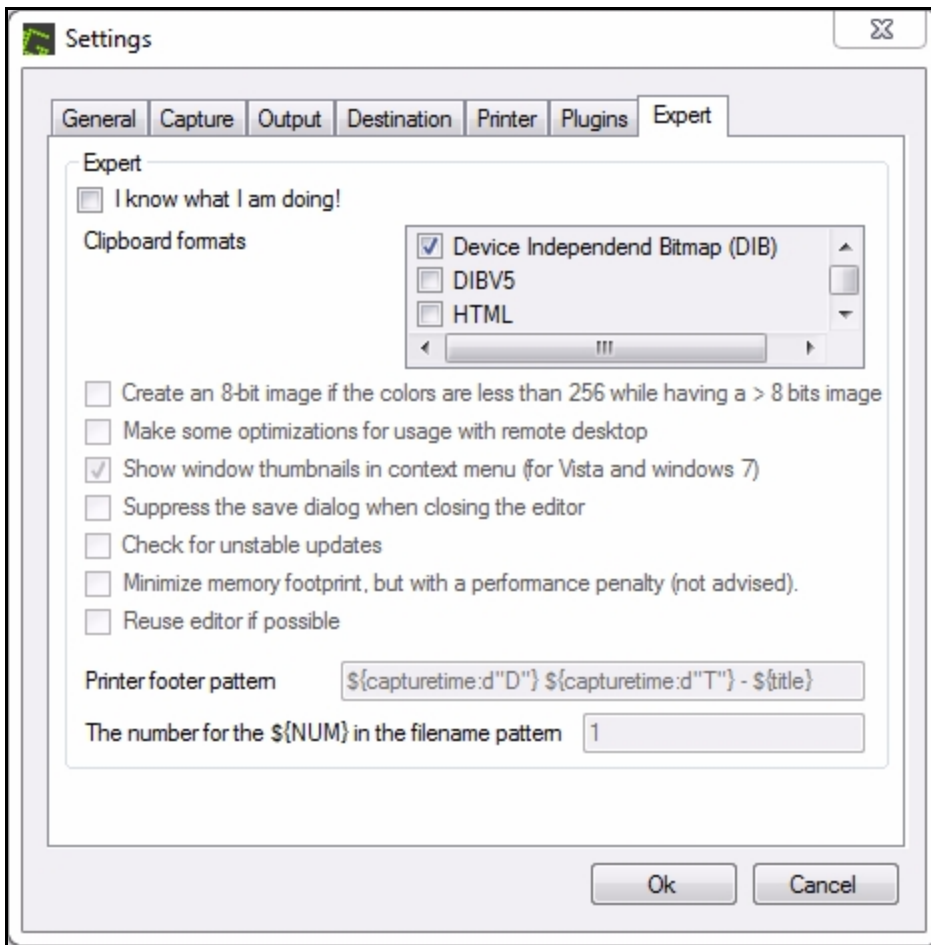 Settings
General Capture Output Destination Printer Plugins Expert
Expert
I know what I am doing!
Clipboard formats
Device Independend Bitmap (DIB)
DIBV5
HTML
Create an 8-bit image if the colors are less than 256 while having a > 8 bits image
Make some optimizations for usage with remote desktop
Show window thumbnails in context menu (for Vista and windows 7)
Suppress the save dialog when closing the editor
Check for unstable updates
Minimize memory footprint, but with a performance penalty (not advised).
Reuse editor if possible
Printer footer pattern ${capturetime:d"D"} ${capturetime:d"T"} - ${title}
The number for the ${NUM} in the filename pattern 1
Ok Cancel